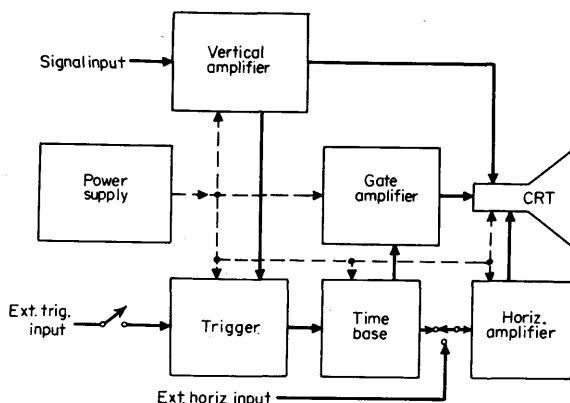 Vertical
amplifier
Signal input
Power
supply
Gate
amplifier
CRT
Ext. trig.
input
Trigger
Time
base
Horiz.
amplifier
Ext. horiz. input